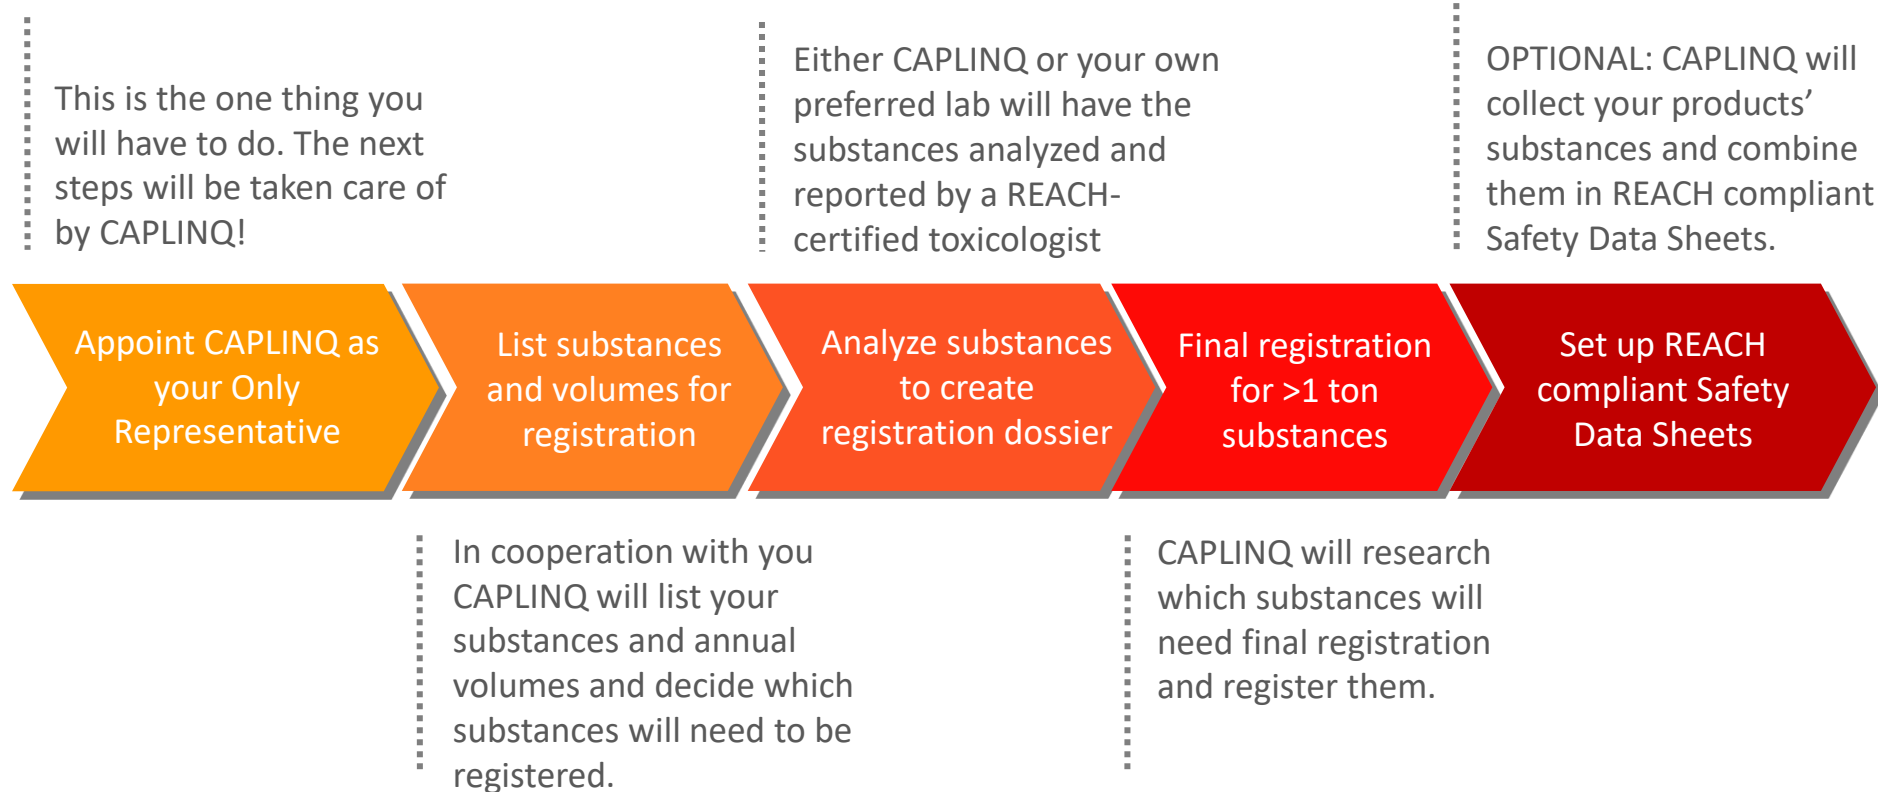 This is the one thing you
will have to do. The next
steps will be taken care of
by CAPLINQ!
Either CAPLINQ or your own
preferred lab will have the
substances analyzed and
reported by a REACH-
certified toxicologist
OPTIONAL: CAPLINQ will
collect your products’
substances and combine
them in REACH compliant
Safety Data Sheets.
Appoint CAPLINQ as
your Only
Representative
List substances
and volumes for
registration
Analyze substances
to create
registration dossier
Final registration
for >1 ton
substances
Set up REACH
compliant Safety
Data Sheets
In cooperation with you
CAPLINQ will list your
substances and annual
volumes and decide which
substances will need to be
registered.
CAPLINQ will research
which substances will
need final registration
and register them.